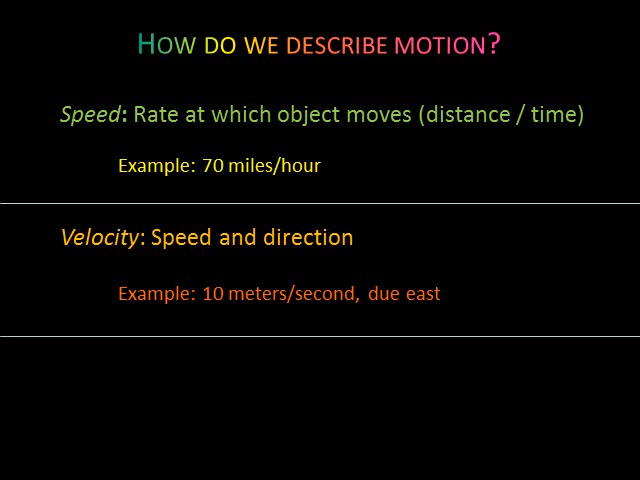 How do we describe motion?
Speed: Rate at which object moves (distance / time)
Example: 70 miles/hour
Velocity: Speed and direction
Example: 10 meters/second, due east